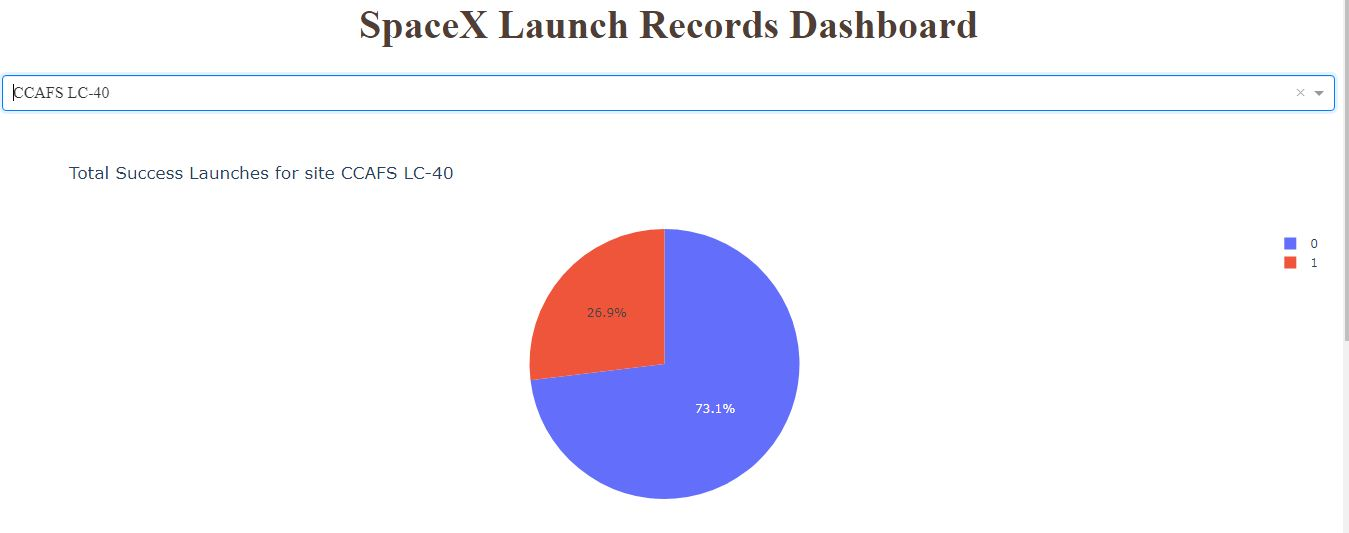 SpaceX Launch Records Dashboard
CCAFS LC-40
×
Total Success Launches for site CCAFS LC-40
0
1
26.9%
73.1%